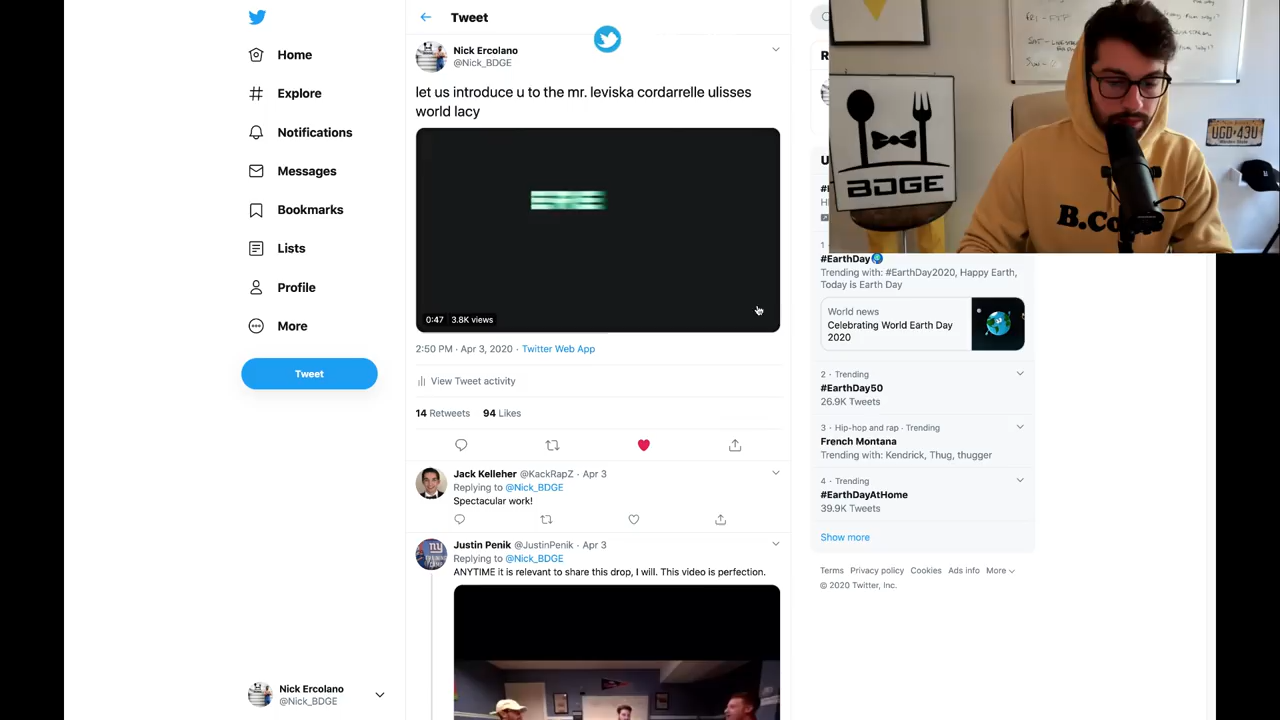 Tweet
Home
Explore
Notifications
Messages
Bookmarks
Lists
Profile
More
Tweet
Nick Ercolano
@Nick_BDGE
Nick Ercolano
@Nick_BDGE
let us introduce u to the mr. leviska cordarrelle ulisses
world lacy
0:47 3.8K views
2:50 PM · Apr 3, 2020 · Twitter Web App
View Tweet activity
14 Retweets 94 Likes
Jack Kelleher @KackRapZ · Apr 3
Replying to @Nick_BDGE
Spectacular work!
Justin Penik @JustinPenik · Apr 3
Replying to @Nick_BDGE
ANYTIME it is relevant to share this drop, I will. This video is perfection.
#EarthDay
Trending with: #EarthDay2020, Happy Earth,
Today is Earth Day
World news
Celebrating World Earth Day
2020
2 · Trending
#EarthDay50
26.9K Tweets
3 · Hip-hop and rap · Trending
French Montana
Trending with: Kendrick, Thug, thugger
4 · Trending
#EarthDayAtHome
39.9K Tweets
Show more
Terms Privacy policy Cookies Ads info More
© 2020 Twitter, Inc.
BDGE
UGD·43U